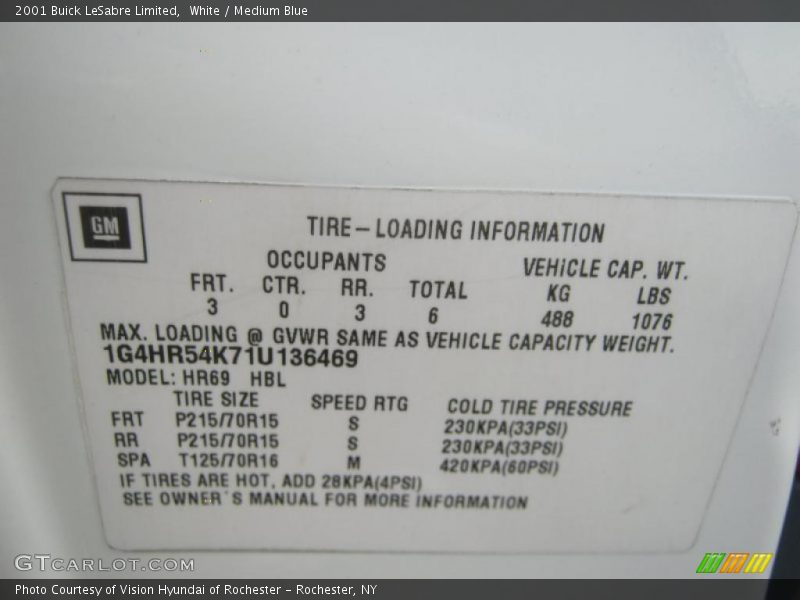 2001 Buick LeSabre Limited, White / Medium Blue
GM
TIRE-LOADING INFORMATION
OCCUPANTS VEHICLE CAP. WT.
FRT. CTR. RR. TOTAL KG LBS
3 0 3 6 488 1076
MAX. LOADING @ GVWR SAME AS VEHICLE CAPACITY WEIGHT.
1G4HR54K71U136469
MODEL: HR69 HBL
TIRE SIZE SPEED RTG COLD TIRE PRESSURE
FRT P215/70R15 S 230KPA(33PSI)
RR P215/70R15 S 230KPA(33PSI)
SPA T125/70R16 M 420KPA(60PSI)
IF TIRES ARE HOT, ADD 28KPA(4PSI)
SEE OWNER'S MANUAL FOR MORE INFORMATION
GTCARLOT.COM
Photo Courtesy of Vision Hyundai of Rochester - Rochester, NY